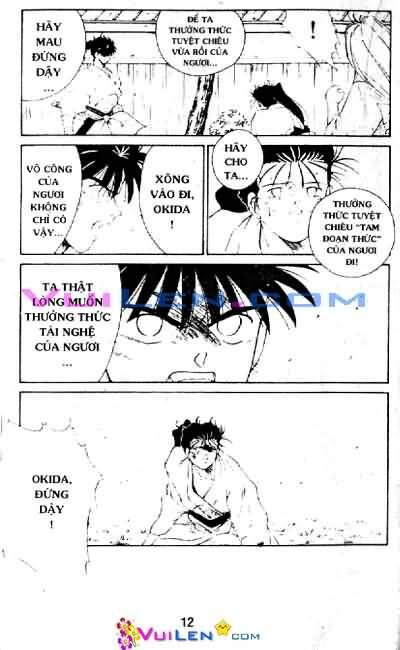 HÃY
MAU
ĐỨNG
DẬY
...
ĐỂ TA
THƯỞNG THỨC
TUYỆT CHIÊU
VỪA RỒI CỦA
NGƯƠI...
!
VÕ CÔNG
CỦA NGƯƠI
KHÔNG
CHỈ CÓ
VẬY...
XÔNG
VÀO ĐI,
OKIDA
!
HÃY
CHO
TA...
THƯỞNG
THỨC TUYỆT
CHIÊU "TAM
ĐOẠN THỨC"
CỦA NGƯƠI
ĐI!
TA THẬT
LÒNG MUỐN
THƯỞNG THỨC
TÀI NGHỆ
CỦA NGƯƠI
...
VUILEN.COM
OKIDA,
ĐỨNG
DẬY
!
12
VUILEN.COM